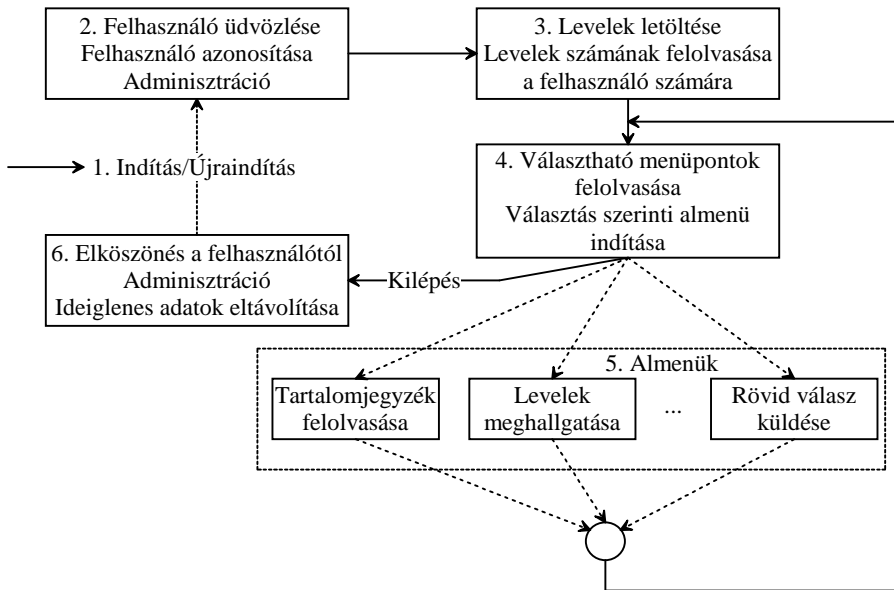 2. Felhasználó üdvözlése
Felhasználó azonosítása
Adminisztráció
3. Levelek letöltése
Levelek számának felolvasása
a felhasználó számára
1. Indítás/Újraindítás
4. Választható menüpontok
felolvasása
Választás szerinti almenü
indítása
6. Elköszönés a felhasználótól
Adminisztráció
Ideiglenes adatok eltávolítása
Kilépés
5. Almenük
Tartalomjegyzék
felolvasása
Levelek
meghallgatása
...
Rövid válasz
küldése